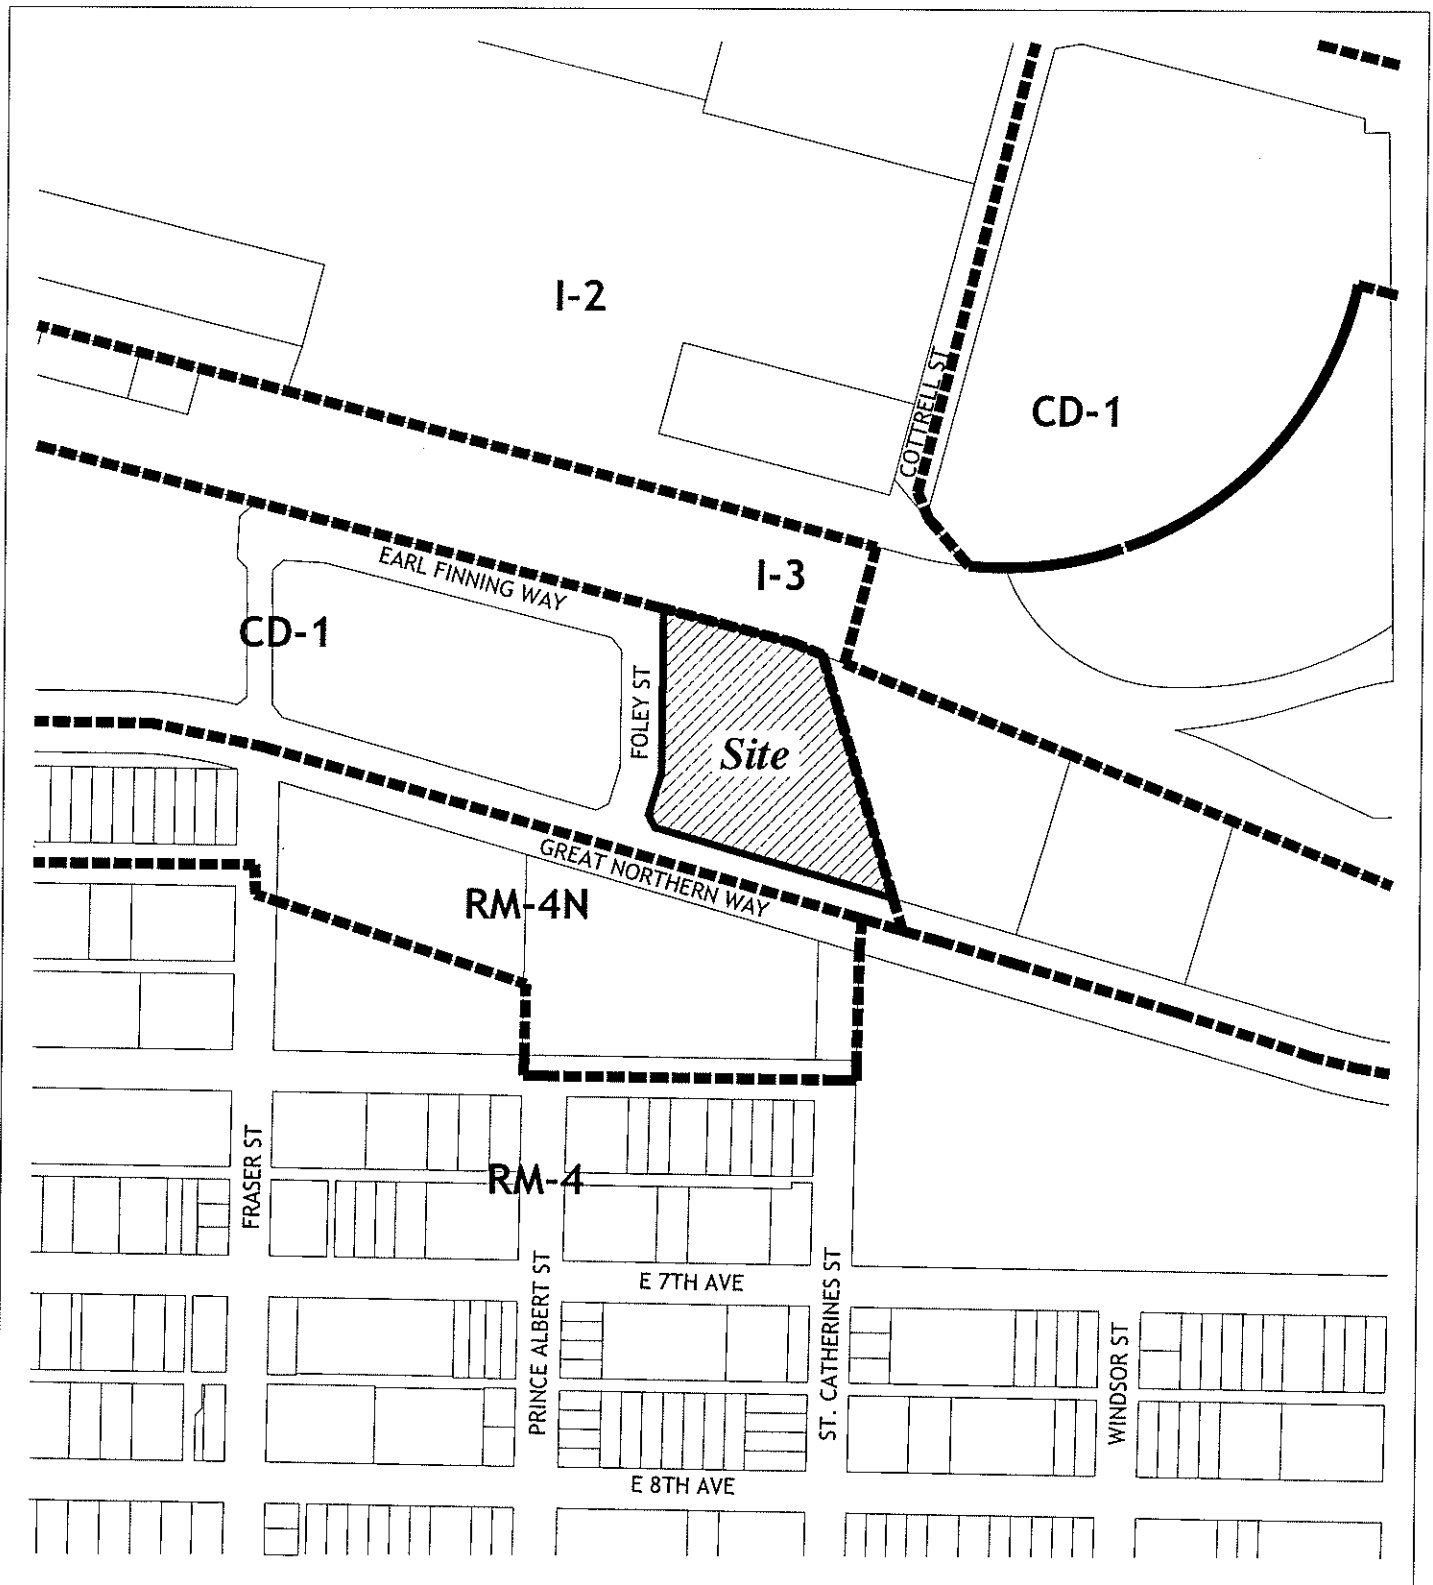 I-2
COTTRELL ST
CD-1
EARL FINNING WAY
I-3
CD-1
FOLEY ST
Site
GREAT NORTHERN WAY
RM-4N
FRASER ST
RM-4
PRINCE ALBERT ST
E 7TH AVE
ST. CATHERINES ST
WINDSOR ST
E 8TH AVE